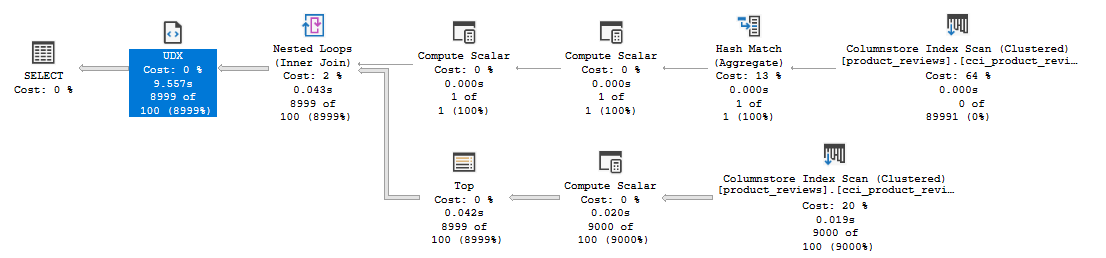 SELECT
Cost: 0 %
UDX
Cost: 0 %
9.557s
8999 of
100 (8999%)
Nested Loops
(Inner Join)
Cost: 2 %
0.043s
8999 of
100 (8999%)
Compute Scalar
Cost: 0 %
0.000s
1 of
1 (100%)
Compute Scalar
Cost: 0 %
0.000s
1 of
1 (100%)
Hash Match
(Aggregate)
Cost: 13 %
0.000s
1 of
1 (100%)
Columnstore Index Scan (Clustered)
[product_reviews].[cci_product_revi…
Cost: 64 %
0.000s
0 of
89991 (0%)
Top
Cost: 0 %
0.042s
8999 of
100 (8999%)
Compute Scalar
Cost: 0 %
0.020s
9000 of
100 (9000%)
Columnstore Index Scan (Clustered)
[product_reviews].[cci_product_revi…
Cost: 20 %
0.019s
9000 of
100 (9000%)